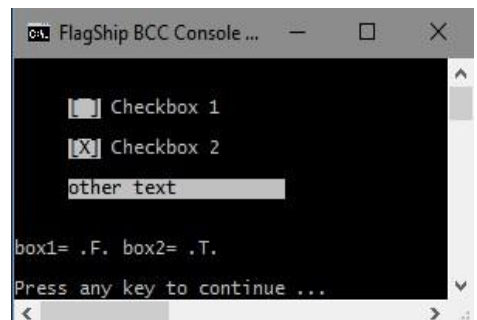 FlagShip BCC Console ...
[ ] Checkbox 1
[X] Checkbox 2
other text
box1= .F. box2= .T.
Press any key to continue ...